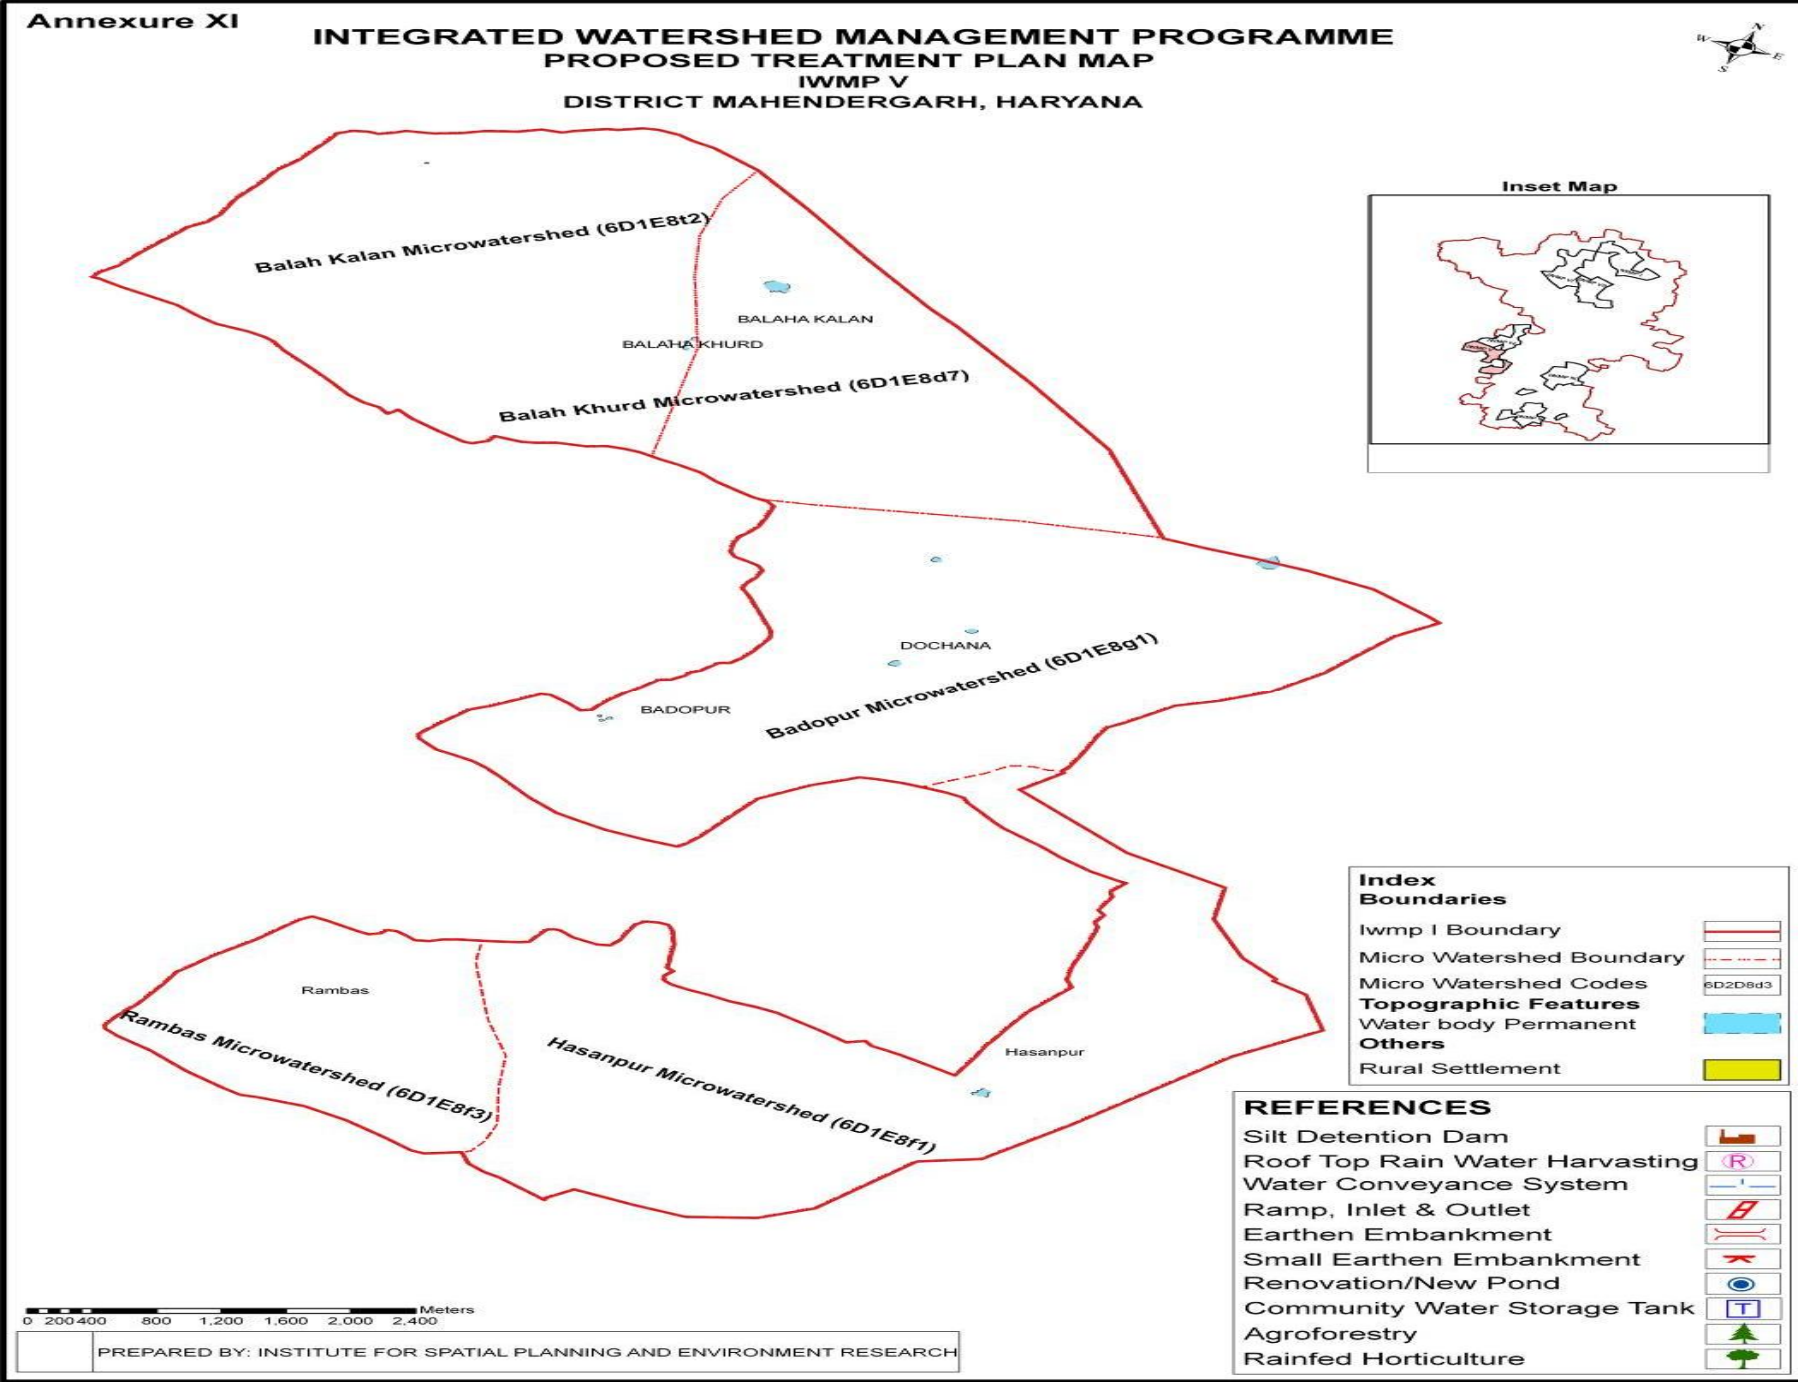 Annexure XI
INTEGRATED WATERSHED MANAGEMENT PROGRAMME
PROPOSED TREATMENT PLAN MAP
IWMP V
DISTRICT MAHENDERGARH, HARYANA
N
W
E
S
Inset Map
Balah Kalan Microwatershed (6D1E8t2)
BALAHA KALAN
BALAHA KHURD
Balah Khurd Microwatershed (6D1E8d7)
DOCHANA
Badopur Microwatershed (6D1E8g1)
BADOPUR
Rambas
Rambas Microwatershed (6D1E8f3)
Hasanpur Microwatershed (6D1E8f1)
Hasanpur
Index
Boundaries
Iwmp I Boundary
Micro Watershed Boundary
Micro Watershed Codes 6D2D8d3
Topographic Features
Water body Permanent
Others
Rural Settlement
REFERENCES
Silt Detention Dam
Roof Top Rain Water Harvasting R
Water Conveyance System
Ramp, Inlet & Outlet
Earthen Embankment
Small Earthen Embankment
Renovation/New Pond
Community Water Storage Tank T
Agroforestry
Rainfed Horticulture
Meters
0 200 400 800 1,200 1,600 2,000 2,400
PREPARED BY: INSTITUTE FOR SPATIAL PLANNING AND ENVIRONMENT RESEARCH